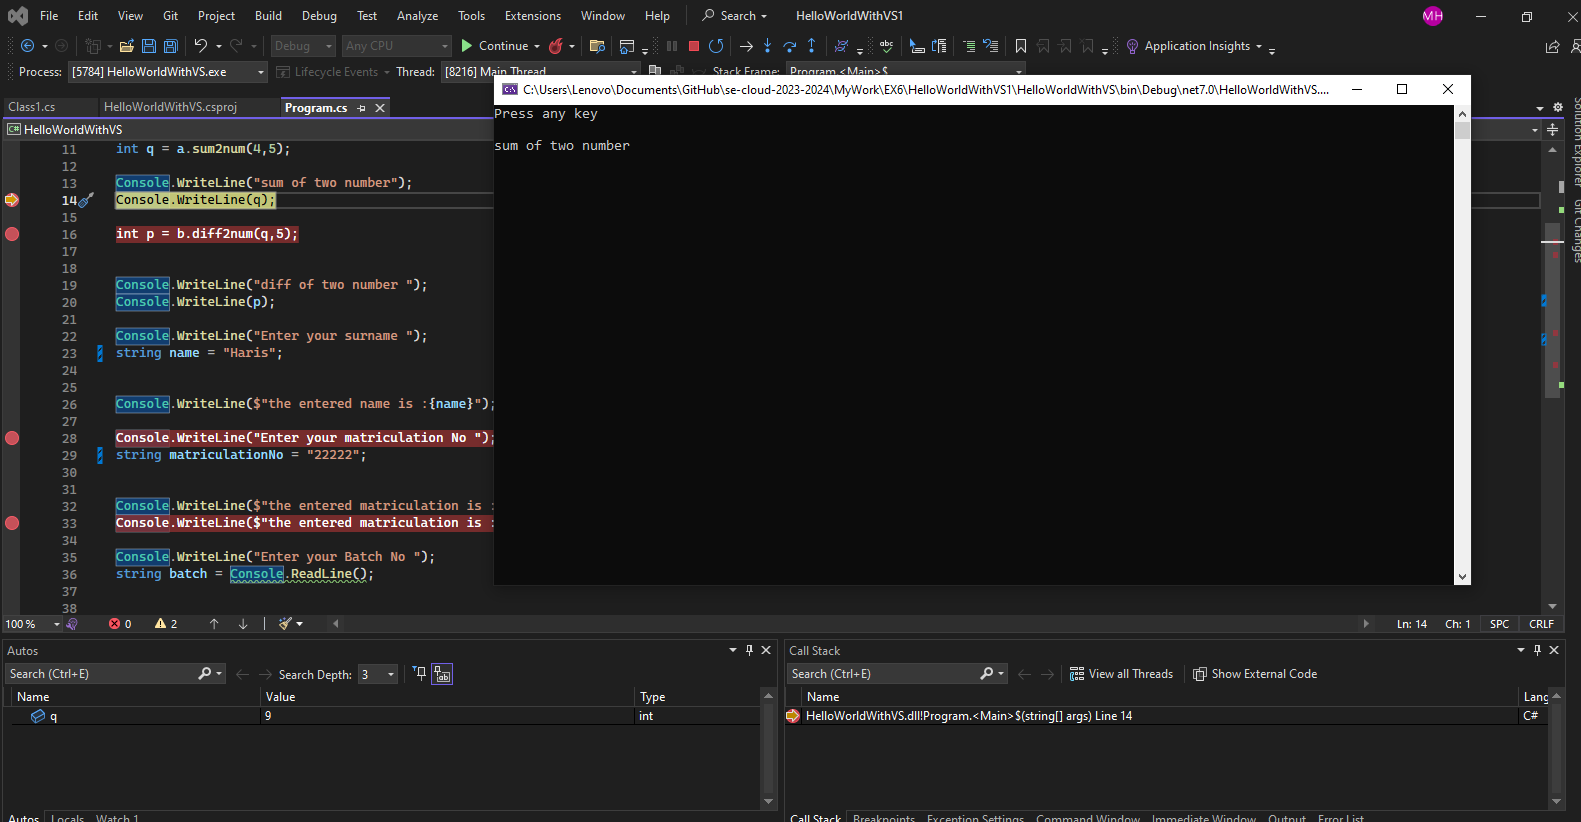 File Edit View Git Project Build Debug Test Analyze Tools Extensions Window Help Search HelloWorldWithVS1 MH
Debug Any CPU Continue abc Application Insights
Process: [5784] HelloWorldWithVS.exe Lifecycle Events Thread: [8216] Main Thread Stack Frame: Program.<Main>$
C:\Users\Lenovo\Documents\GitHub\se-cloud-2023-2024\MyWork\EX6\HelloWorldWithVS1\HelloWorldWithVS\bin\Debug\net7.0\HelloWorldWithVS....
Press any key
sum of two number
Class1.cs HelloWorldWithVS.csproj Program.cs
C# HelloWorldWithVS
11 int q = a.sum2num(4,5);
12
13 Console.WriteLine("sum of two number");
14 Console.WriteLine(q);
15
16 int p = b.diff2num(q,5);
17
18
19 Console.WriteLine("diff of two number ");
20 Console.WriteLine(p);
21
22 Console.WriteLine("Enter your surname ");
23 string name = "Haris";
24
25
26 Console.WriteLine($"the entered name is :{name}");
27
28 Console.WriteLine("Enter your matriculation No ");
29 string matriculationNo = "22222";
30
31
32 Console.WriteLine($"the entered matriculation is :
33 Console.WriteLine($"the entered matriculation is :
34
35 Console.WriteLine("Enter your Batch No ");
36 string batch = Console.ReadLine();
37
38
Solution Explorer
Git Changes
100 % 0 2 Ln: 14 Ch: 1 SPC CRLF
Autos
Search (Ctrl+E) Search Depth: 3
Name Value Type
q 9 int
Autos Locals Watch 1
Call Stack
Search (Ctrl+E) View all Threads Show External Code
Name Lang
HelloWorldWithVS.dll!Program.<Main>$(string[] args) Line 14 C#
Call Stack Breakpoints Exception Settings Command Window Immediate Window Output Error List